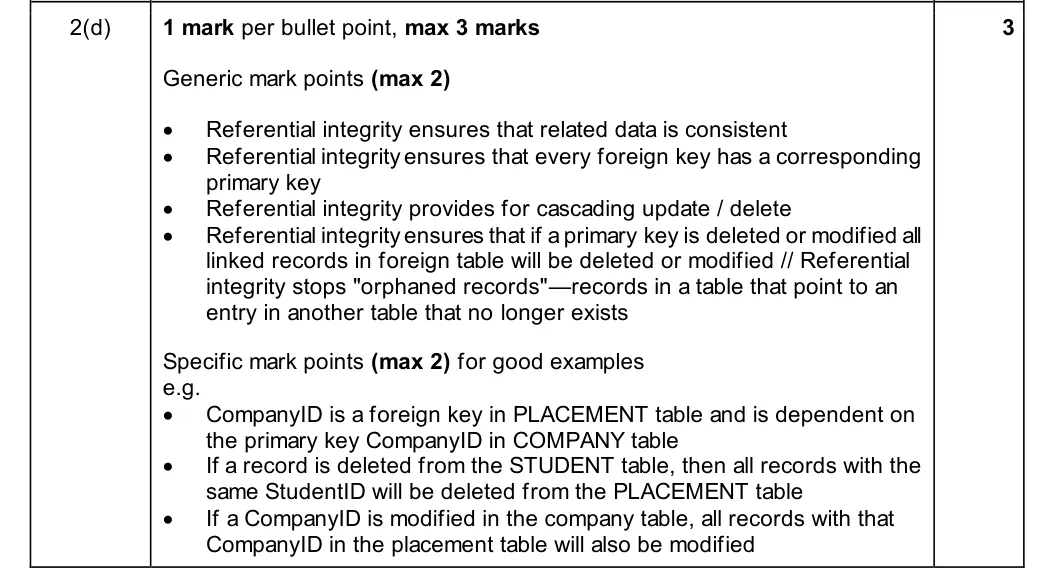 2(d) 1 mark per bullet point, max 3 marks 3
Generic mark points (max 2)
• Referential integrity ensures that related data is consistent
• Referential integrity ensures that every foreign key has a corresponding
primary key
• Referential integrity provides for cascading update / delete
• Referential integrity ensures that if a primary key is deleted or modified all
linked records in foreign table will be deleted or modified // Referential
integrity stops "orphaned records"—records in a table that point to an
entry in another table that no longer exists
Specific mark points (max 2) for good examples
e.g.
• CompanyID is a foreign key in PLACEMENT table and is dependent on
the primary key CompanyID in COMPANY table
• If a record is deleted from the STUDENT table, then all records with the
same StudentID will be deleted from the PLACEMENT table
• If a CompanyID is modified in the company table, all records with that
CompanyID in the placement table will also be modified